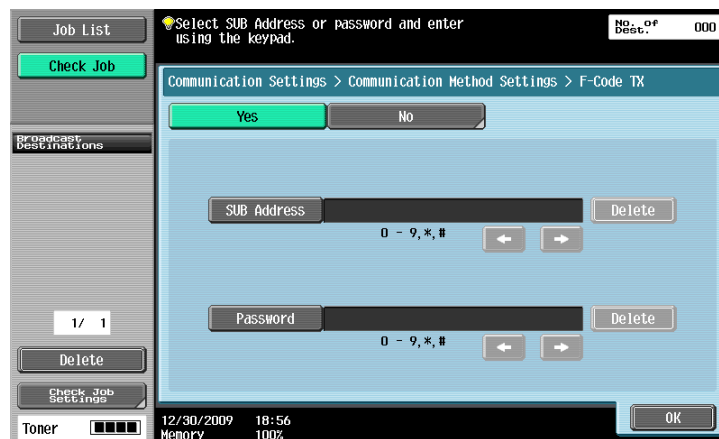 Job List
Check Job
Select SUB Address or password and enter
using the keypad.
No. of
Dest.
000
Communication Settings > Communication Method Settings > F-Code TX
Yes
No
Broadcast
Destinations
SUB Address
Delete
0 - 9,*,#
Password
Delete
0 - 9,*,#
1/ 1
Delete
Check Job
Settings
Toner
12/30/2009 18:56
Memory 100%
OK